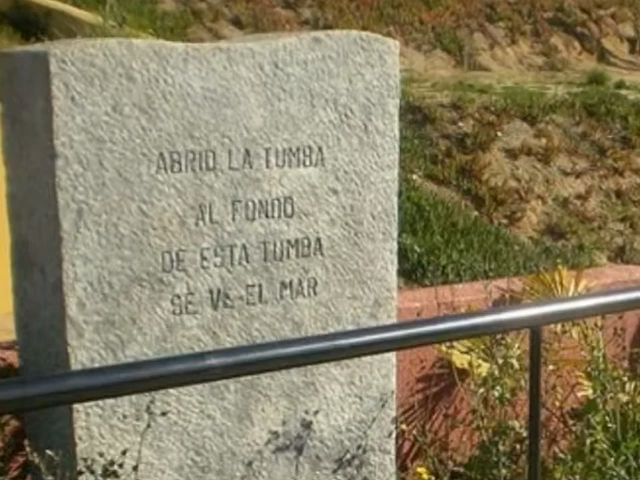 ABRID LA TUMBA
AL FONDO
DE ESTA TUMBA
SE VE EL MAR